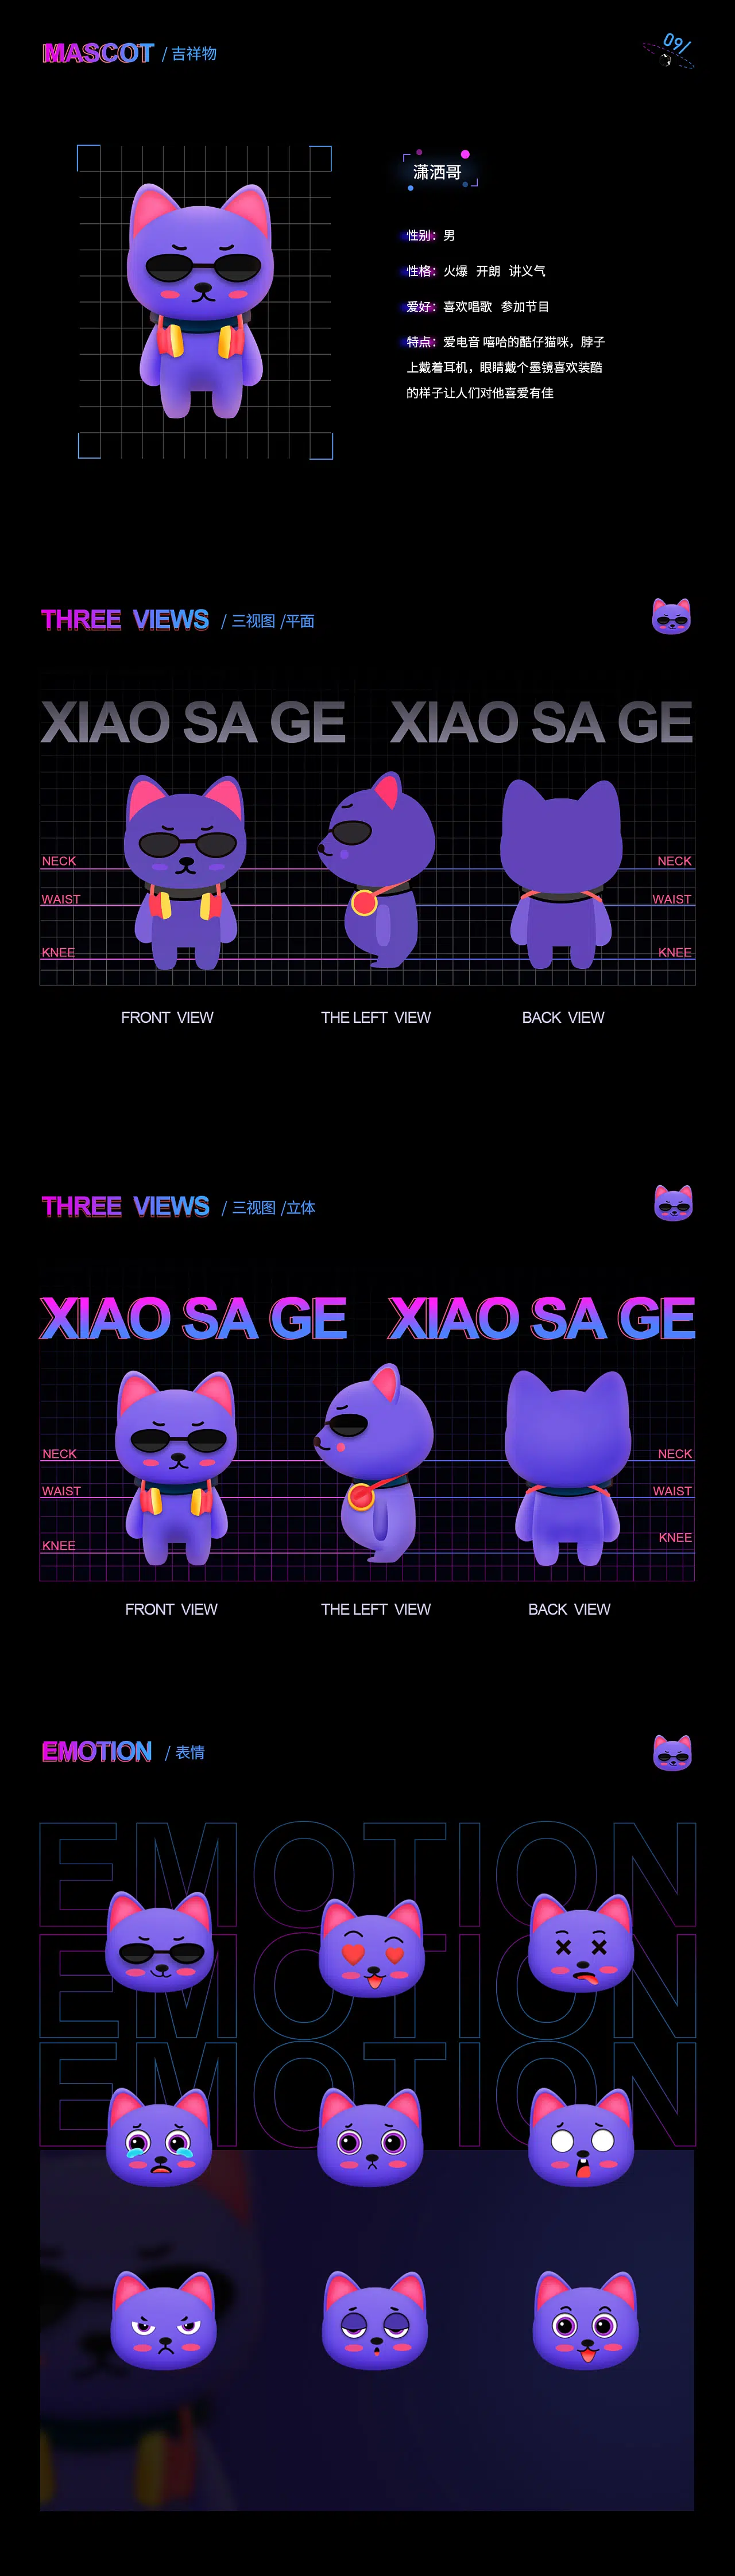 MASCOT / 吉祥物
09/
潇洒哥
性别：男
性格：火爆 开朗 讲义气
爱好：喜欢唱歌 参加节目
特点：爱电音 嘻哈的酷仔猫咪，脖子
上戴着耳机，眼睛戴个墨镜喜欢装酷
的样子让人们对他喜爱有佳
THREE VIEWS / 三视图 /平面
XIAO SA GE XIAO SA GE
NECK NECK
WAIST WAIST
KNEE KNEE
FRONT VIEW THE LEFT VIEW BACK VIEW
THREE VIEWS / 三视图 /立体
XIAO SA GE XIAO SA GE
NECK NECK
WAIST WAIST
KNEE KNEE
FRONT VIEW THE LEFT VIEW BACK VIEW
EMOTION / 表情
EMOTION
EMOTION
EMOTION